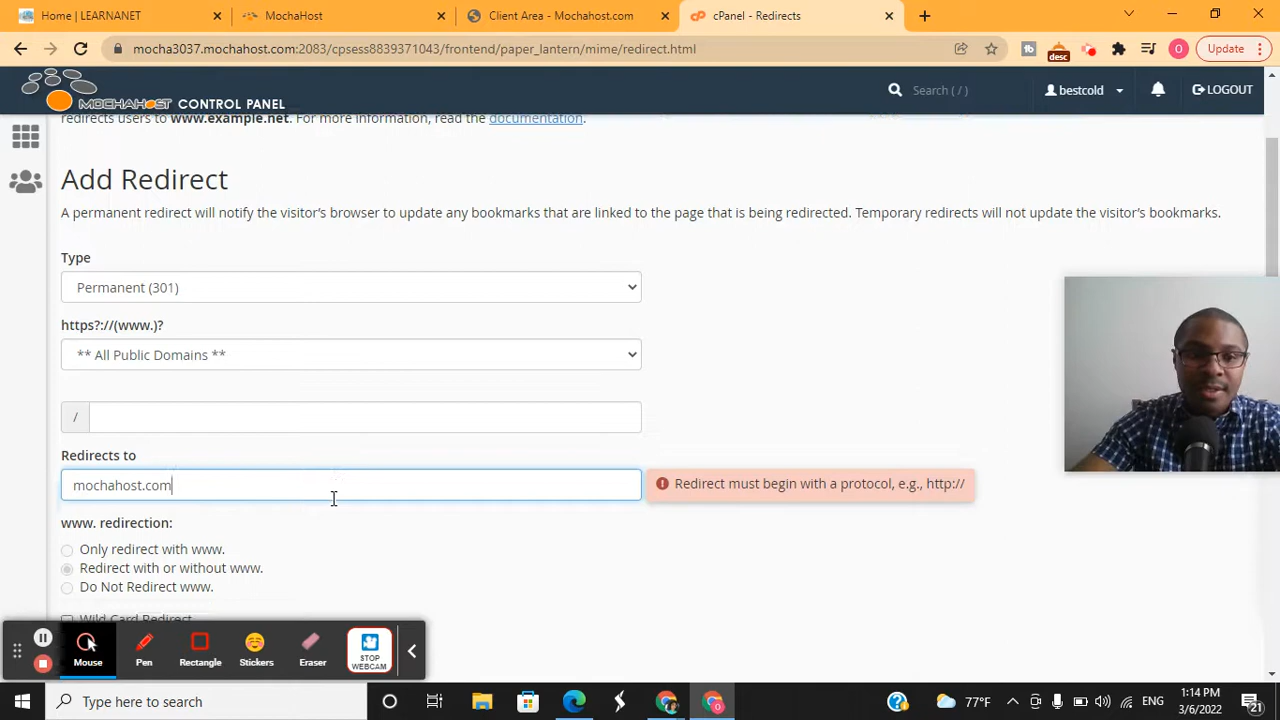 Home | LEARNANET
MochaHost
Client Area - Mochahost.com
cPanel - Redirects
mocha3037.mochahost.com:2083/cpsess8839371043/frontend/paper_lantern/mime/redirect.html
desc
O
Update
MOCHAHOST CONTROL PANEL
Search ( / )
bestcold
LOGOUT
redirects users to www.example.net. For more information, read the documentation.
Add Redirect
A permanent redirect will notify the visitor's browser to update any bookmarks that are linked to the page that is being redirected. Temporary redirects will not update the visitor's bookmarks.
Type
Permanent (301)
https?://(www.)?
** All Public Domains **
/
Redirects to
mochahost.com
Redirect must begin with a protocol, e.g., http://
www. redirection:
Only redirect with www.
Redirect with or without www.
Do Not Redirect www.
Wild Card Redirect
Mouse
Pen
Rectangle
Stickers
Eraser
STOP
WEBCAM
Type here to search
77°F
ENG
1:14 PM
3/6/2022
21